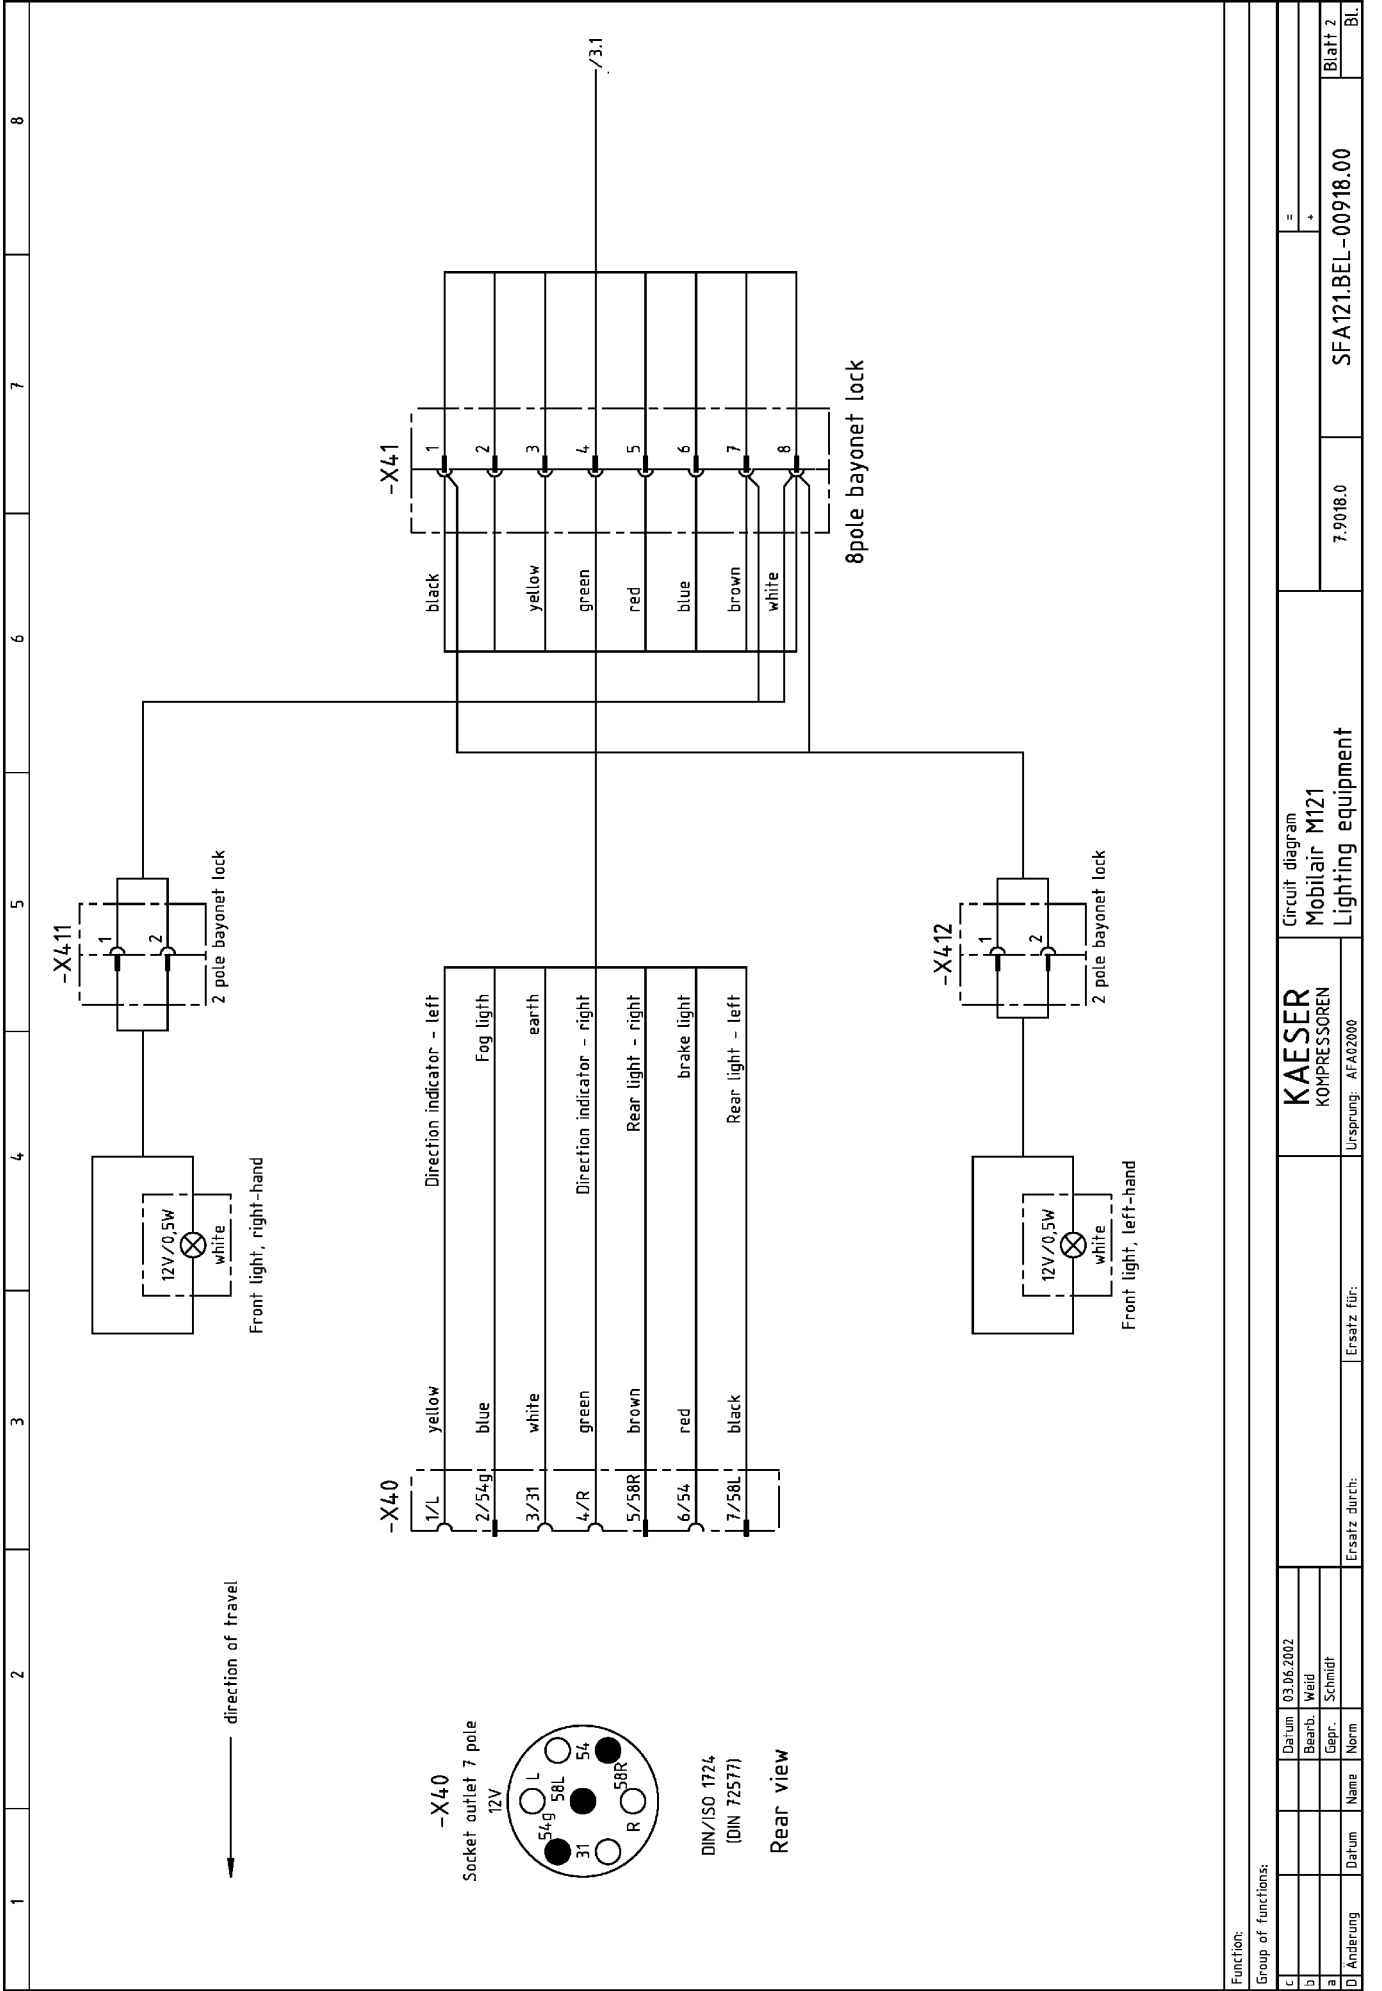 1 2 3 4 5 6 7 8
direction of travel
-X411
1
2
2 pole bayonet lock
12V/0,5W
white
Front light, right-hand
-X40
Socket outlet 7 pole
12V
L
54g
58L
54
31
58R
R
DIN/ISO 1724
(DIN 72577)
Rear view
-X40
1/L yellow Direction indicator - left
2/54g blue Fog ligth
3/31 white earth
4/R green Direction indicator - right
5/58R brown Rear light - right
6/54 red brake light
7/58L black Rear light - left
-X41
black 1
2
yellow 3
green 4
red 5
blue 6
brown 7
white 8
8pole bayonet lock
/3.1
-X412
1
2
2 pole bayonet lock
12V/0,5W
white
Front light, left-hand
Function:
Group of functions:
c Datum 03.06.2002
b Bearb. Weid
a Gepr. Schmidt
D Änderung Datum Name Norm
Ersatz durch: Ersatz für:
KAESER
KOMPRESSOREN
Ursprung: AFA02000
Circuit diagram
Mobilair M121
Lighting equipment
=
+
7.9018.0
SFA121.BEL-00918.00
Blatt 2
Bl.